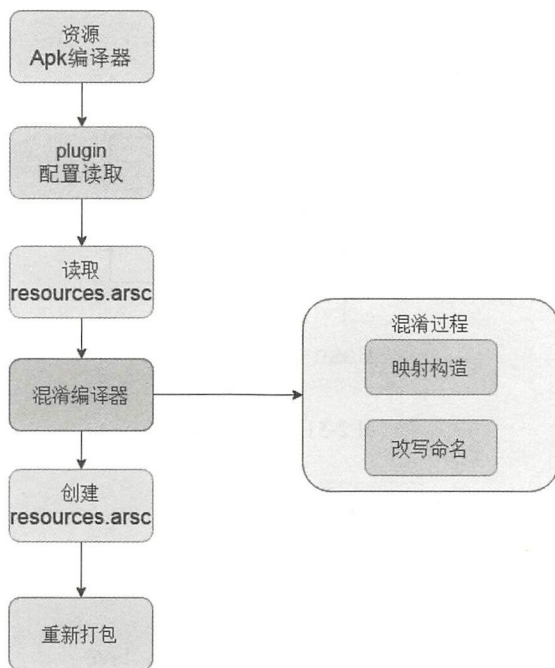 资源
Apk编译器
plugin
配置读取
读取
resources.arsc
混淆编译器
创建
resources.arsc
重新打包
混淆过程
映射构造
改写命名